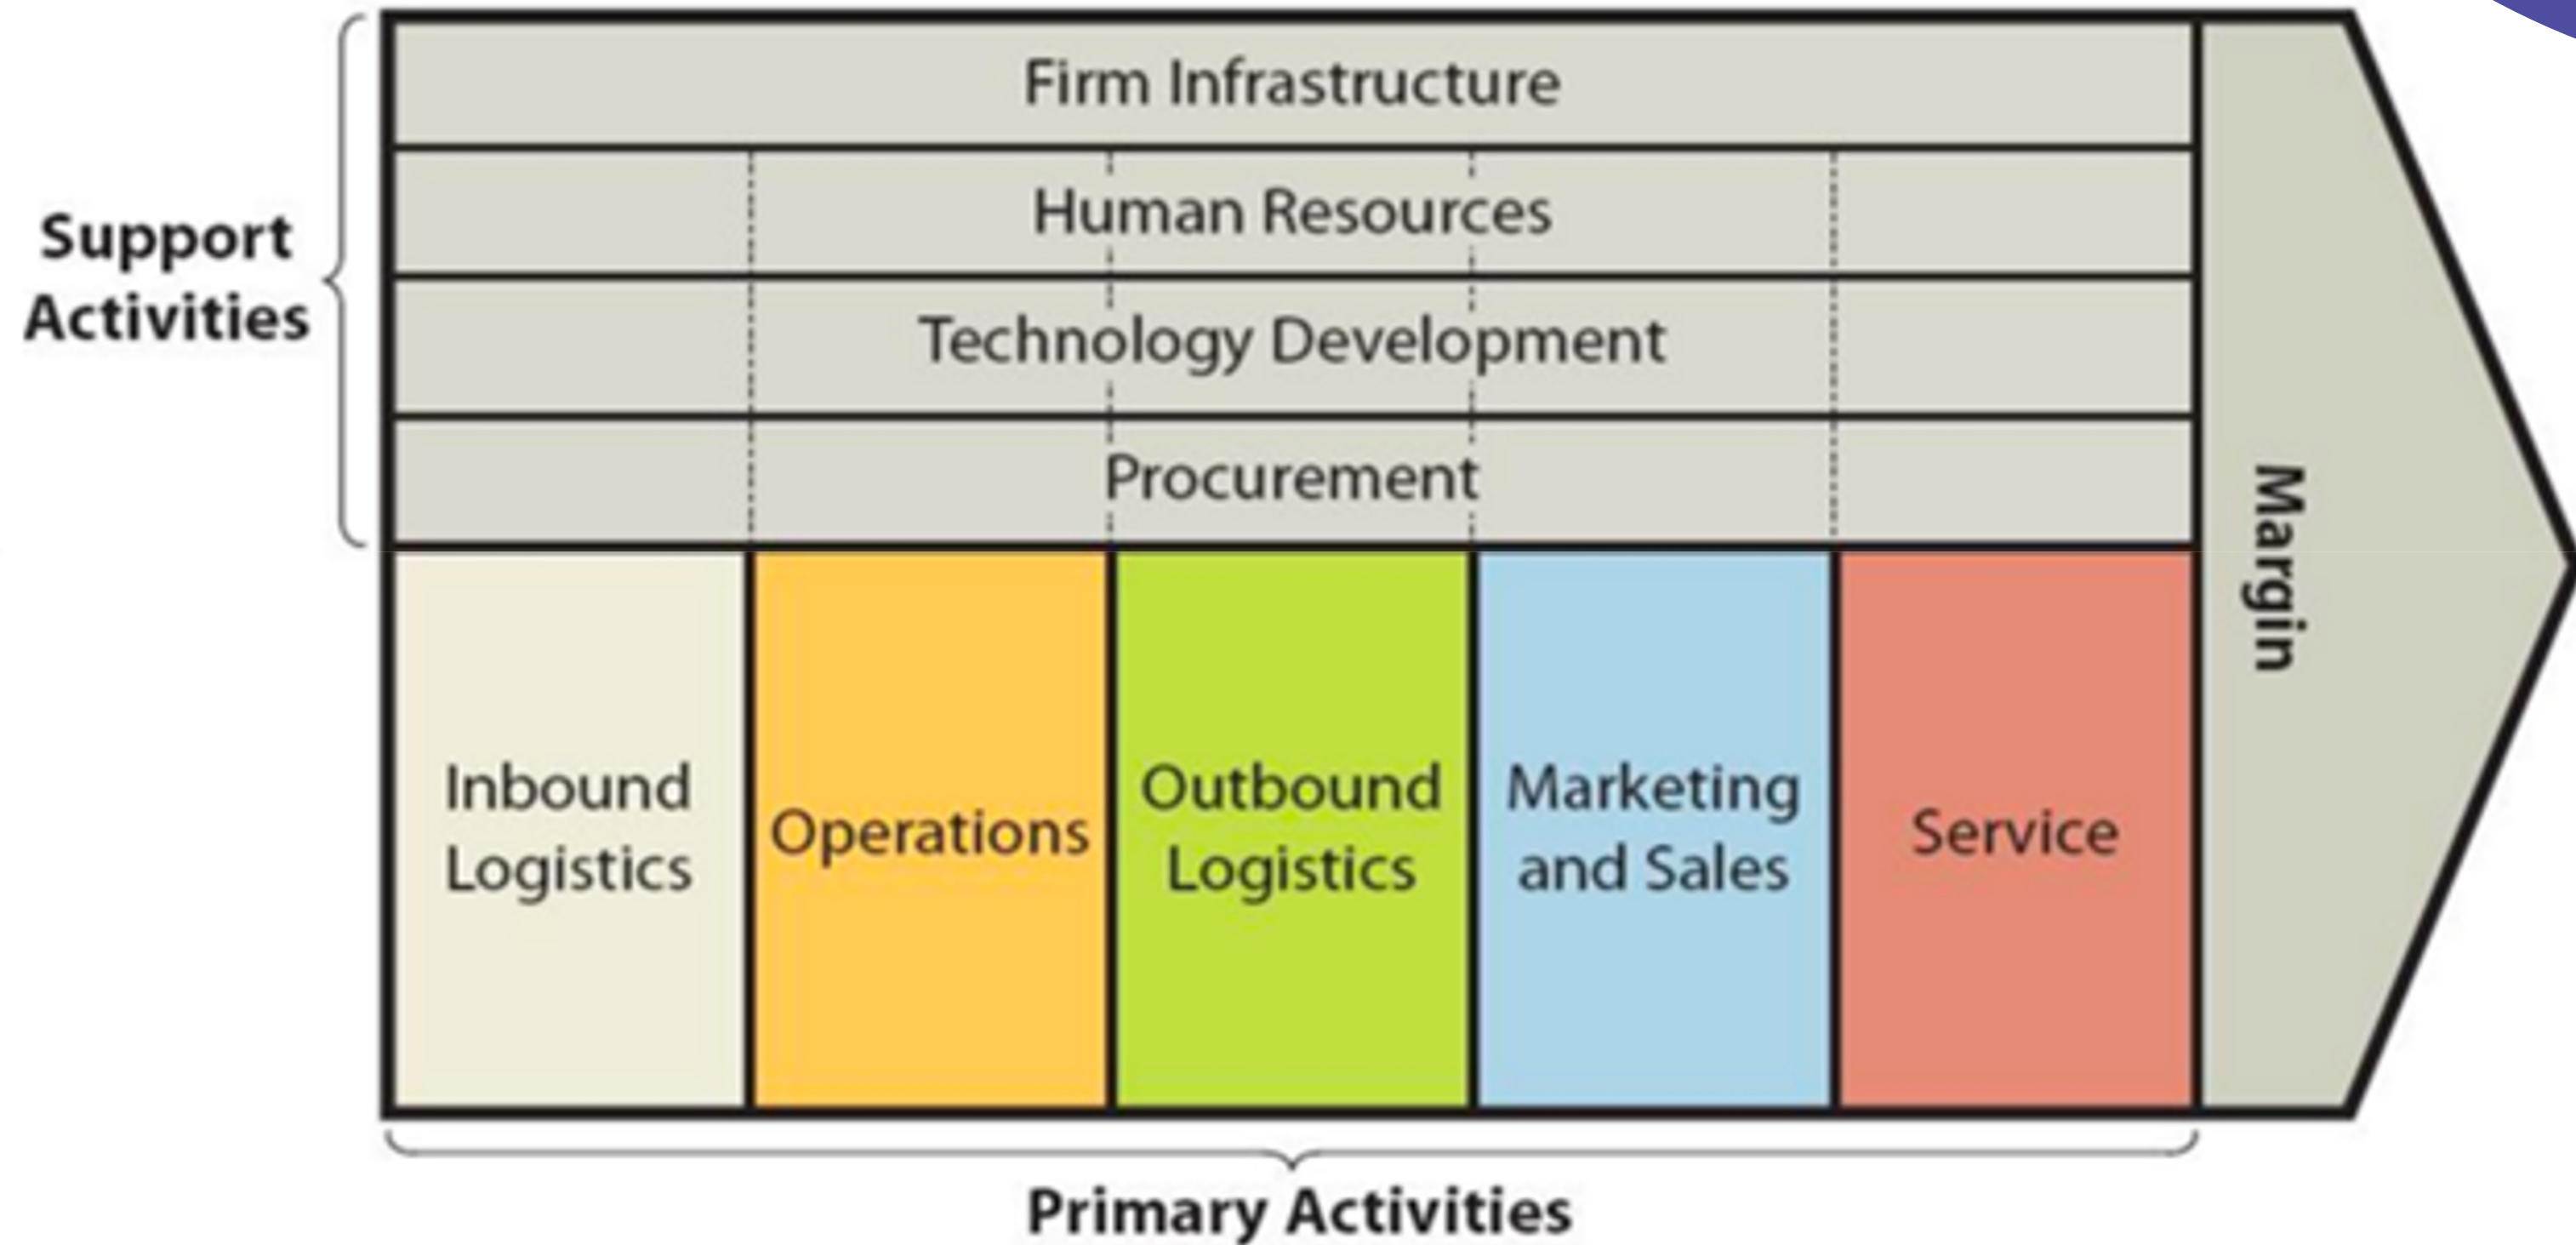 Support
Activities
Firm Infrastructure
Human Resources
Technology Development
Procurement
Inbound
Logistics
Operations
Outbound
Logistics
Marketing
and Sales
Service
Margin
Primary Activities